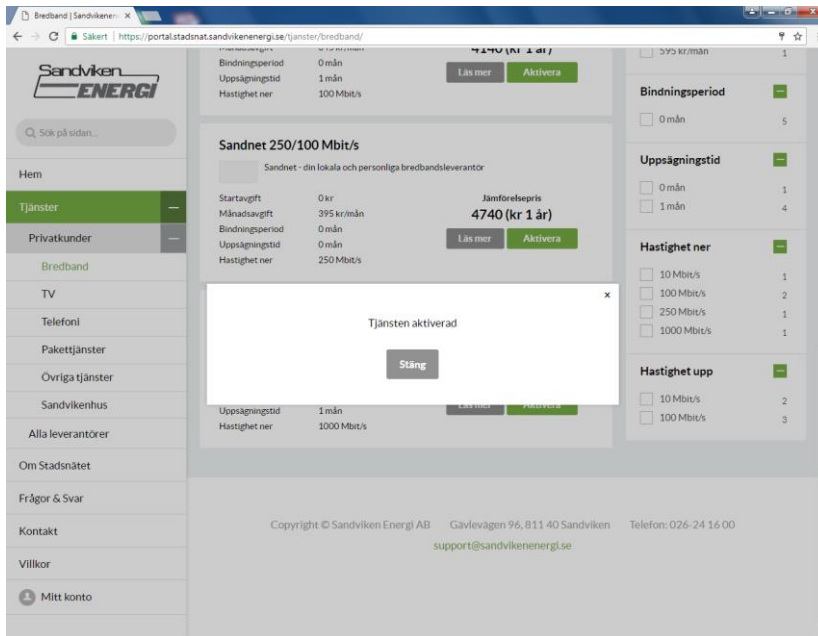 Bredband | Sandvikenen
Säkert | https://portal.stadsnat.sandvikenenergi.se/tjanster/bredband/
Sandviken
ENERGI
Sök på sidan...
Hem
Tjänster
Privatkunder
Bredband
TV
Telefoni
Pakettjänster
Övriga tjänster
Sandvikenhus
Alla leverantörer
Om Stadsnätet
Frågor & Svar
Kontakt
Villkor
Mitt konto
4140 (kr 1 år)
Bindningsperiod 0 mån
Uppsägningstid 1 mån
Hastighet ner 100 Mbit/s
Läs mer Aktivera
Sandnet 250/100 Mbit/s
Sandnet - din lokala och personliga bredbandsleverantör
Startavgift 0 kr
Månadsavgift 395 kr/mån
Bindningsperiod 0 mån
Uppsägningstid 0 mån
Hastighet ner 250 Mbit/s
Jämförelsepris
4740 (kr 1 år)
Läs mer Aktivera
x
Tjänsten aktiverad
Stäng
Uppsägningstid 1 mån
Hastighet ner 1000 Mbit/s
Läs mer Aktivera
595 kr/mån 1
Bindningsperiod
0 mån 5
Uppsägningstid
0 mån 1
1 mån 4
Hastighet ner
10 Mbit/s 1
100 Mbit/s 2
250 Mbit/s 1
1000 Mbit/s 1
Hastighet upp
10 Mbit/s 2
100 Mbit/s 3
Copyright © Sandviken Energi AB Gävlevägen 96, 811 40 Sandviken Telefon: 026-24 16 00
support@sandvikenenergi.se